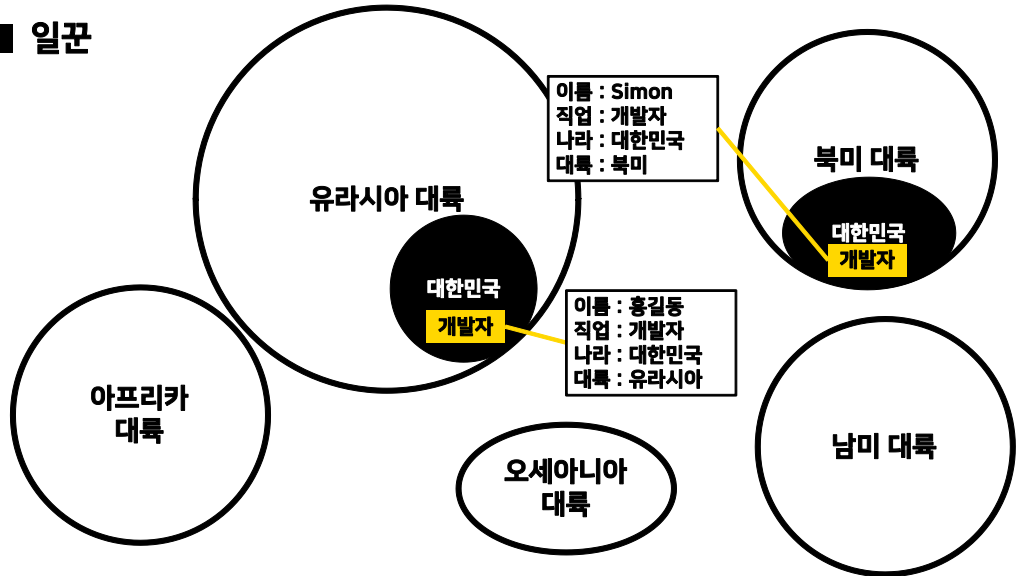 일꾼
이름 : Simon
직업 : 개발자
나라 : 대한민국
대륙 : 북미
북미 대륙
대한민국
개발자
유라시아 대륙
대한민국
개발자
이름 : 홍길동
직업 : 개발자
나라 : 대한민국
대륙 : 유라시아
아프리카
대륙
오세아니아
대륙
남미 대륙